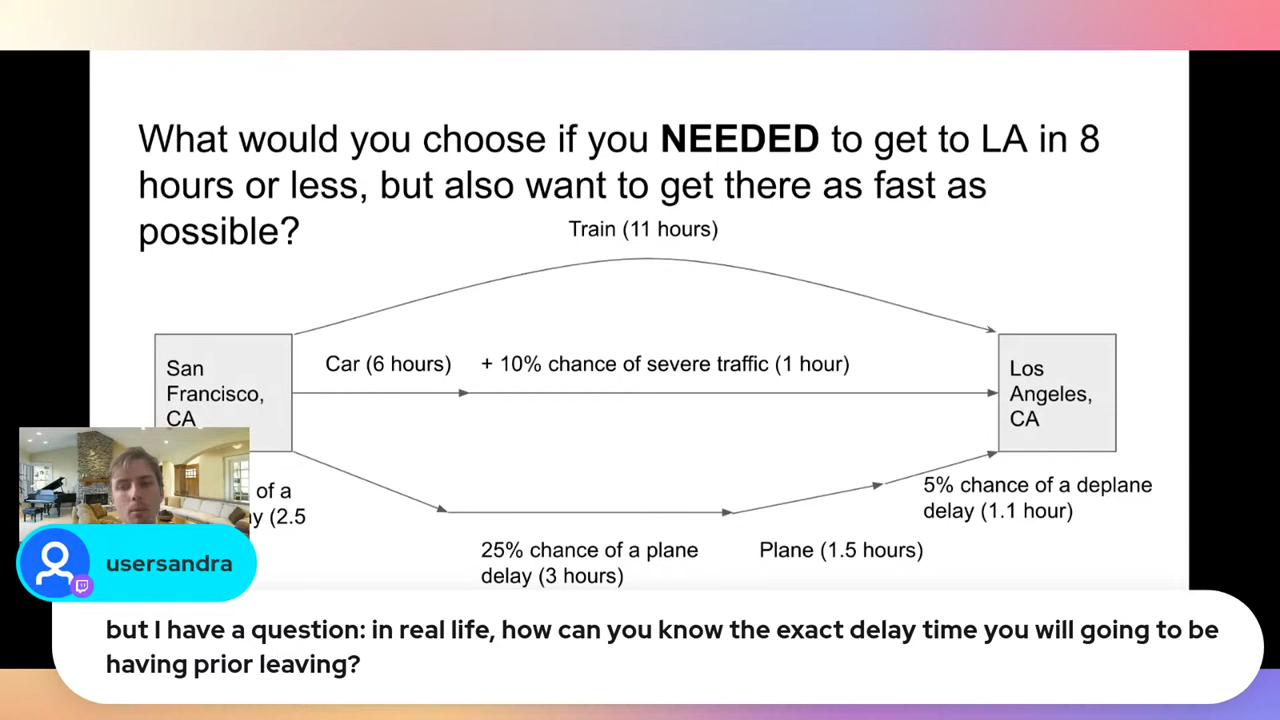 What would you choose if you NEEDED to get to LA in 8
hours or less, but also want to get there as fast as
possible?
Train (11 hours)
San
Francisco,
CA
Car (6 hours)
+ 10% chance of severe traffic (1 hour)
Los
Angeles,
CA
of a
(2.5
25% chance of a plane
delay (3 hours)
Plane (1.5 hours)
5% chance of a deplane
delay (1.1 hour)
usersandra
but I have a question: in real life, how can you know the exact delay time you will going to be
having prior leaving?